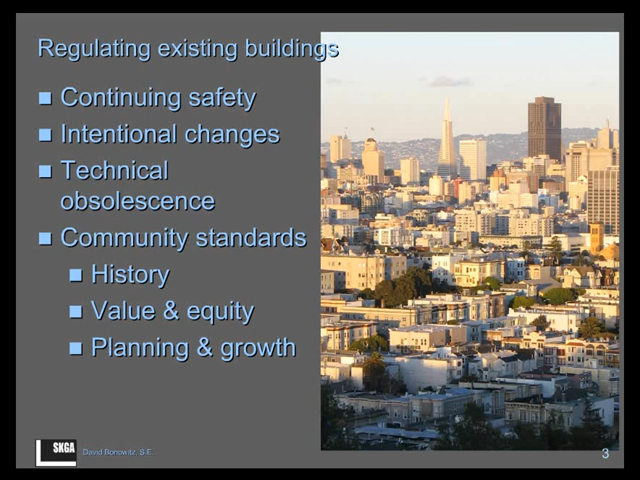 Regulating existing buildings
Continuing safety
Intentional changes
Technical
obsolescence
Community standards
History
Value & equity
Planning & growth
SKGA
David Bonowitz, S.E.
3